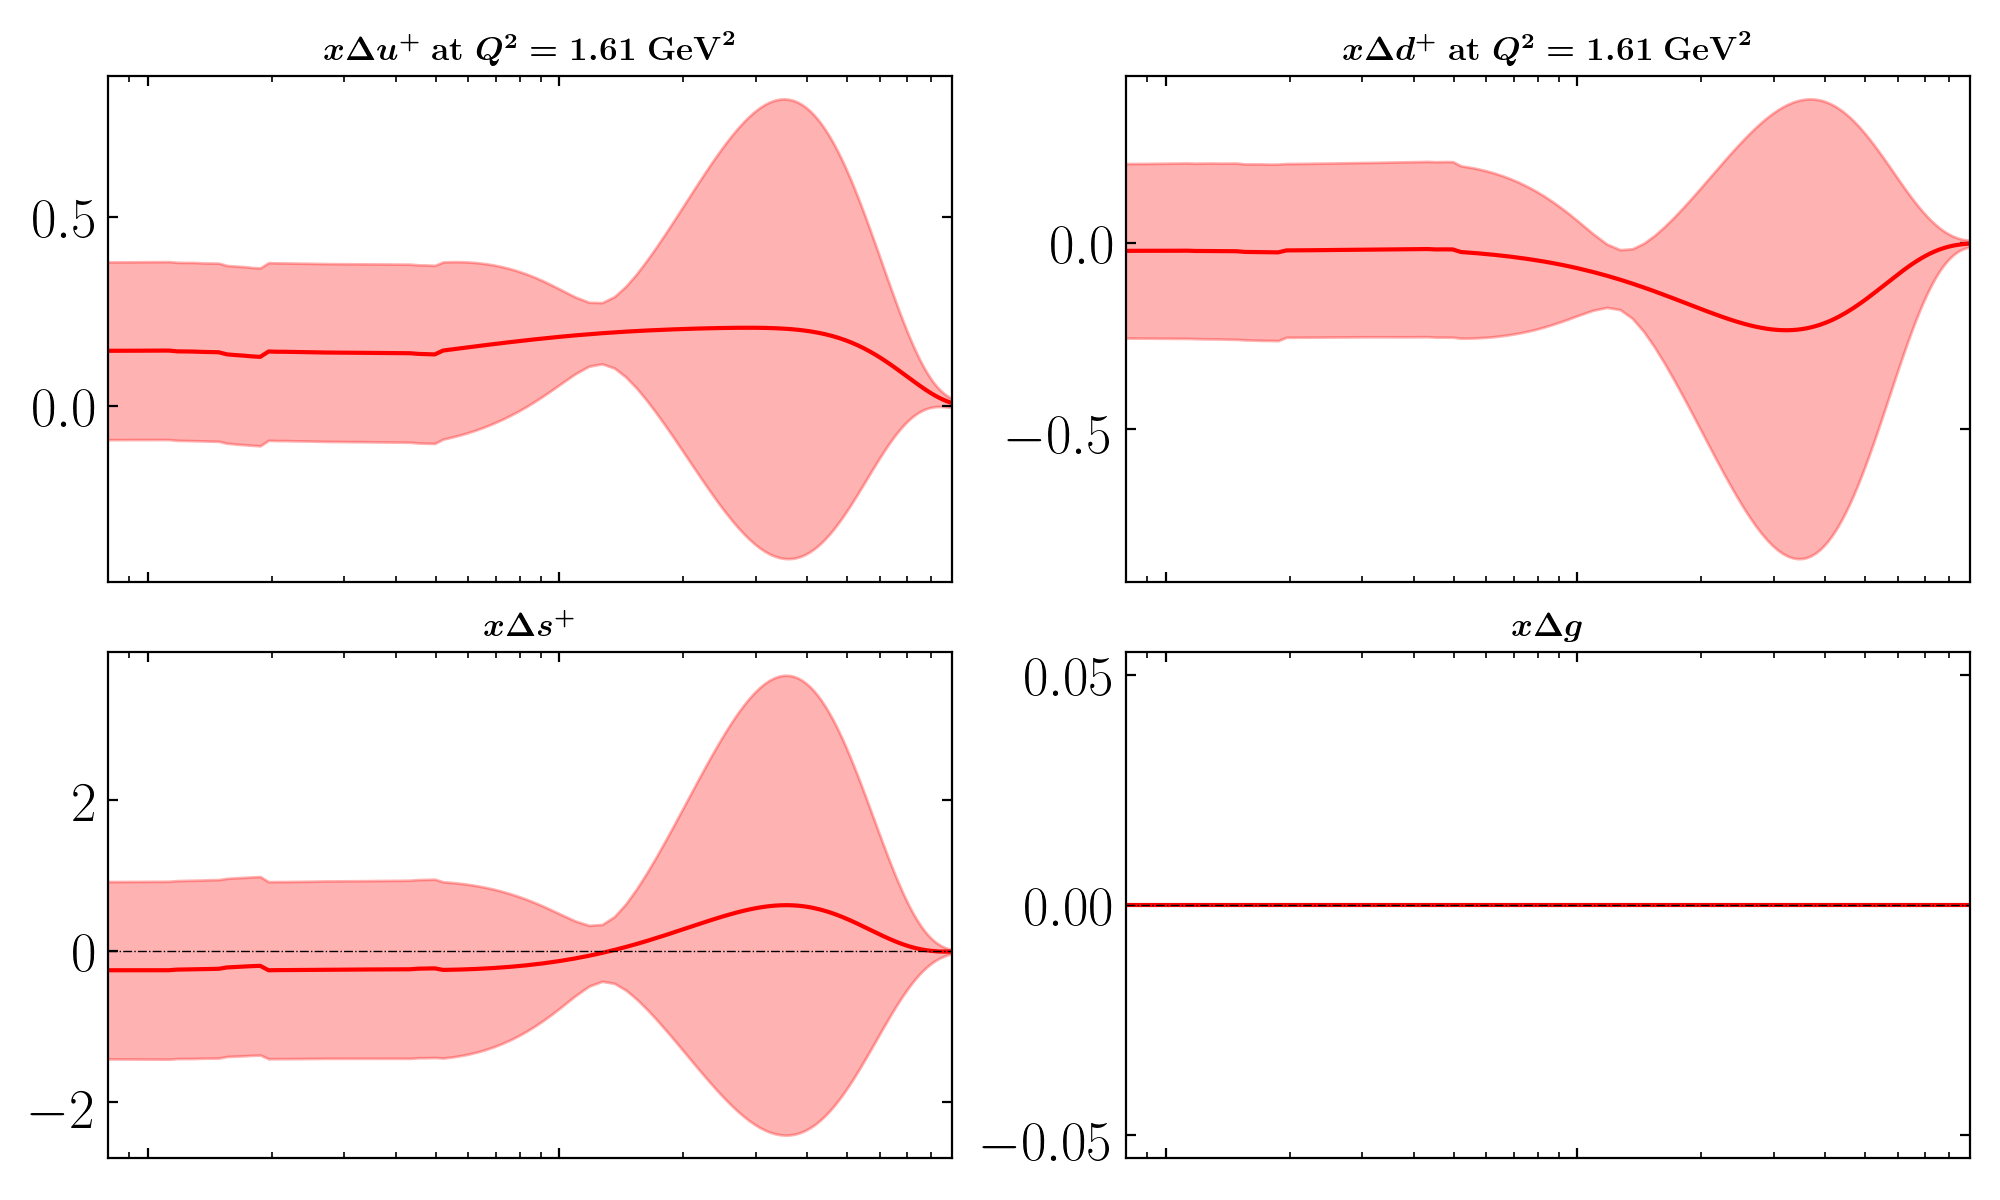 xΔu⁺ at Q² = 1.61 GeV²
0.5
0.0
xΔd⁺ at Q² = 1.61 GeV²
0.0
−0.5
xΔs⁺
2
0
−2
xΔg
0.05
0.00
−0.05